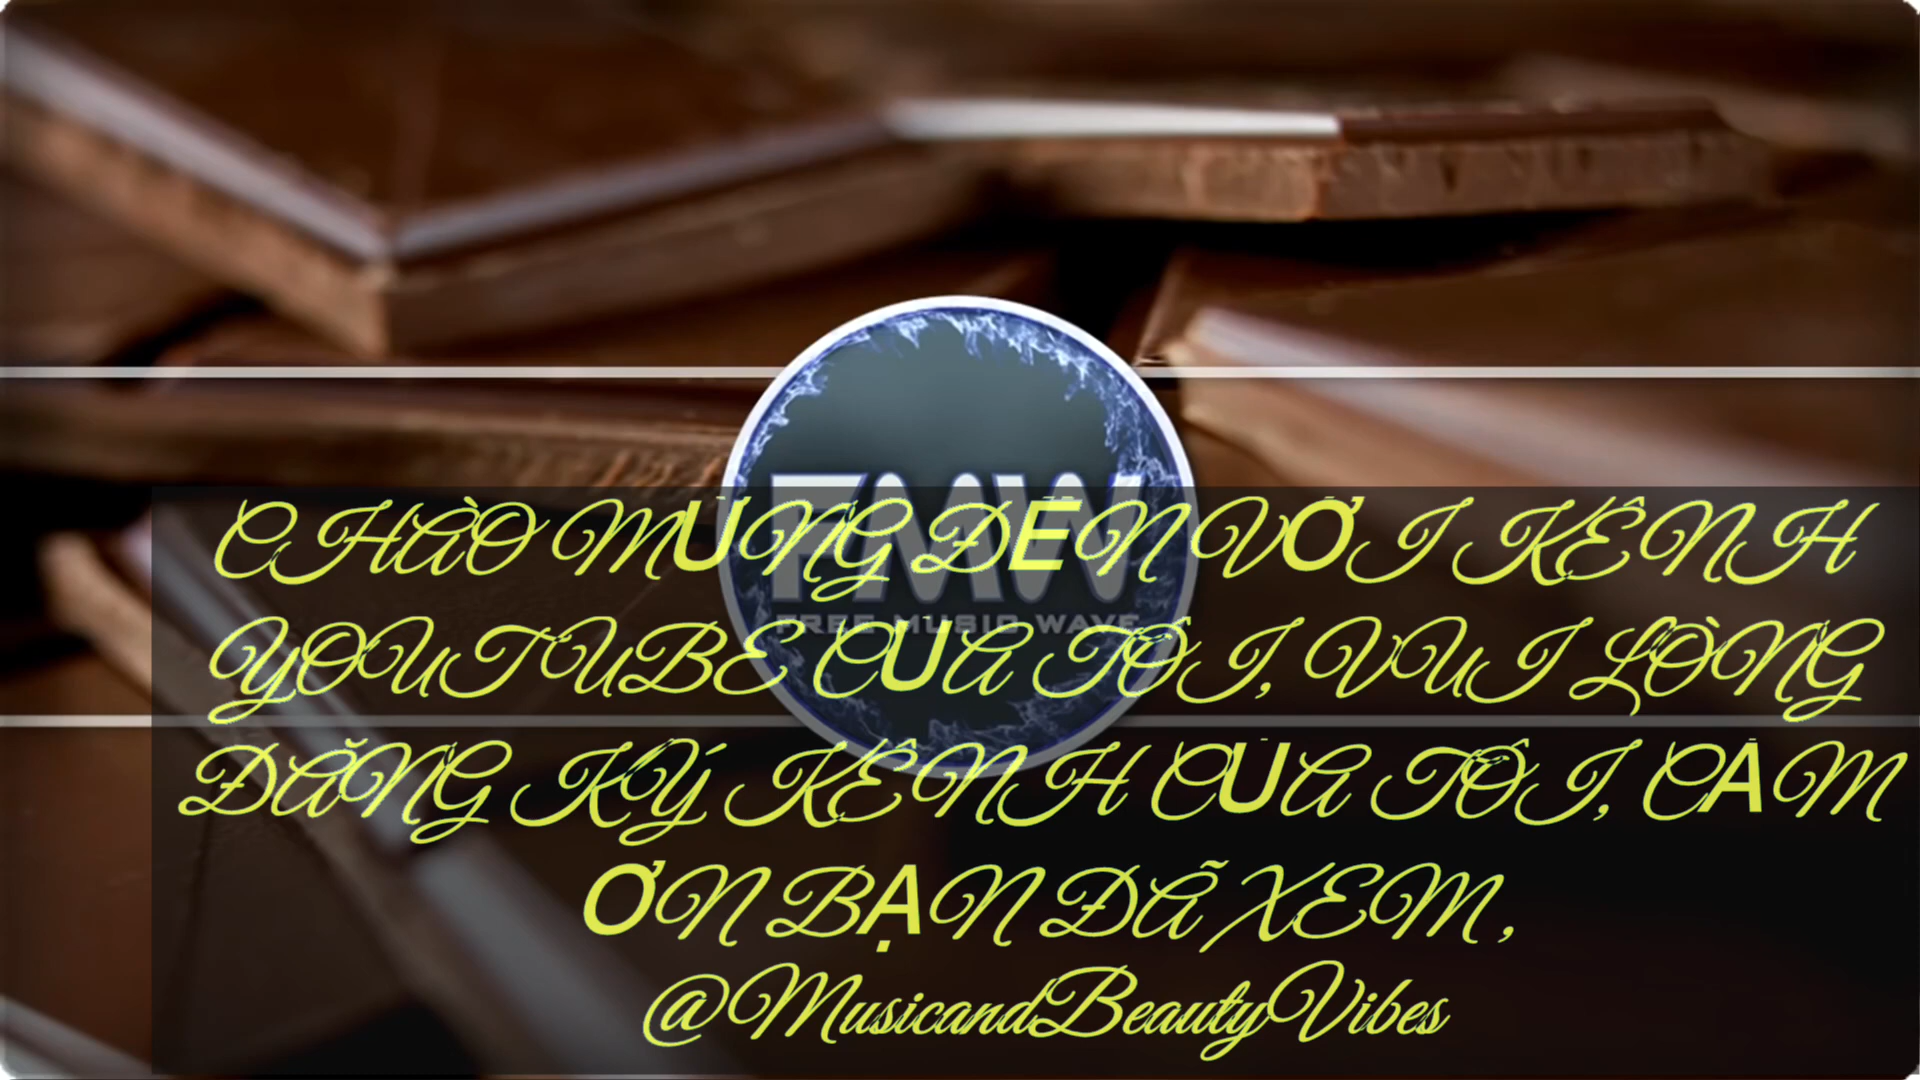 FMW
FREE MUSIC WAVE
CHÀO MỪNG ĐẾN VỚI KÊNH
YOUTUBE CỦA TÔI, VUI LÒNG
ĐĂNG KÝ KÊNH CỦA TÔI, CẢM
ƠN BẠN ĐÃ XEM ,
@MusicandBeautyVibes